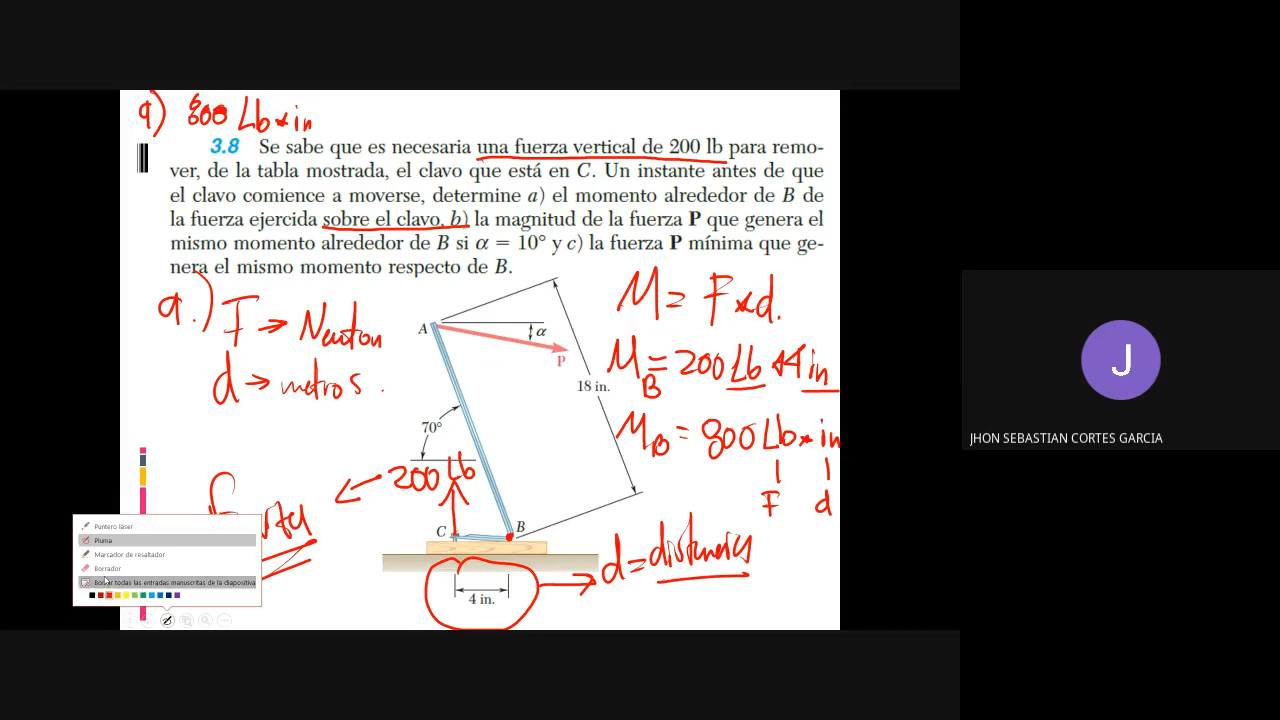 a) 800 Lb*in
3.8 Se sabe que es necesaria una fuerza vertical de 200 lb para remo-
ver, de la tabla mostrada, el clavo que está en C. Un instante antes de que
el clavo comience a moverse, determine a) el momento alrededor de B de
la fuerza ejercida sobre el clavo, b) la magnitud de la fuerza P que genera el
mismo momento alrededor de B si α = 10° y c) la fuerza P mínima que ge-
nera el mismo momento respecto de B.
a.) F → Newton
d → metros.
A
α
P
18 in.
70°
200 Lb
C
B
4 in.
d = distancia
M = F*d.
M_B = 200 Lb*4 in
M_B = 800 Lb*in
F d
Puntero láser
Pluma
Marcador de resaltador
Borrador
Borrar todas las entradas manuscritas de la diapositiva
J
JHON SEBASTIAN CORTES GARCIA